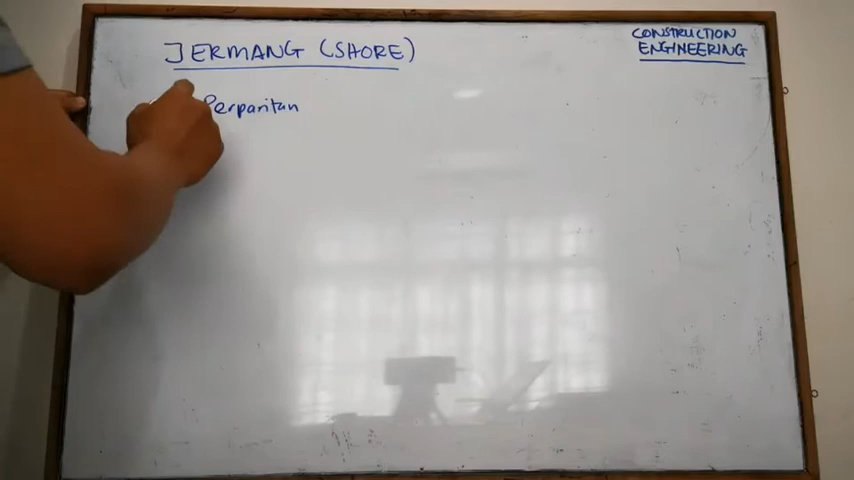 JERMANG (SHORE)
CONSTRUCTION
ENGINEERING
Perparitan